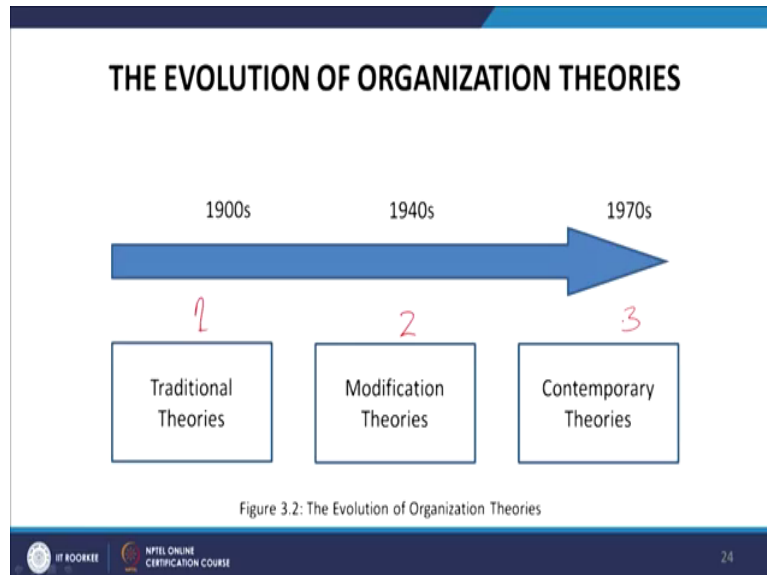 THE EVOLUTION OF ORGANIZATION THEORIES
1900s 1940s 1970s
1 2 3
Traditional
Theories
Modification
Theories
Contemporary
Theories
Figure 3.2: The Evolution of Organization Theories
IIT ROORKEE
NPTEL ONLINE
CERTIFICATION COURSE
24